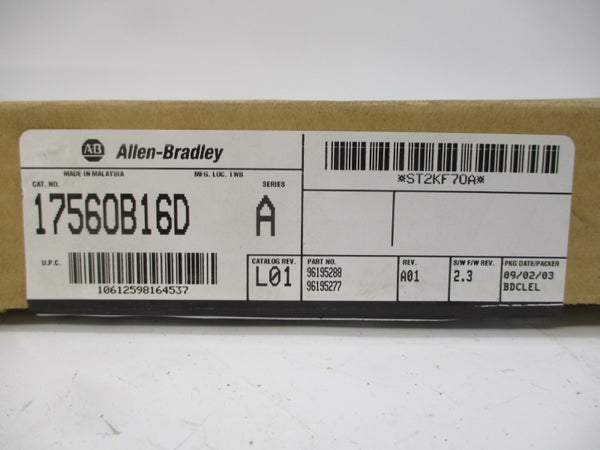 AB Allen-Bradley
MADE IN MALAYSIA MFG. LOC. TWB
CAT. NO. SERIES
1756OB16D A
U.P.C.
10612598164537
*ST2KF70A*
CATALOG REV.
L01
PART NO.
96195288
96195277
REV.
A01
S/W F/W REV.
2.3
PKG DATE/PACKER
09/02/03
BDCLEL